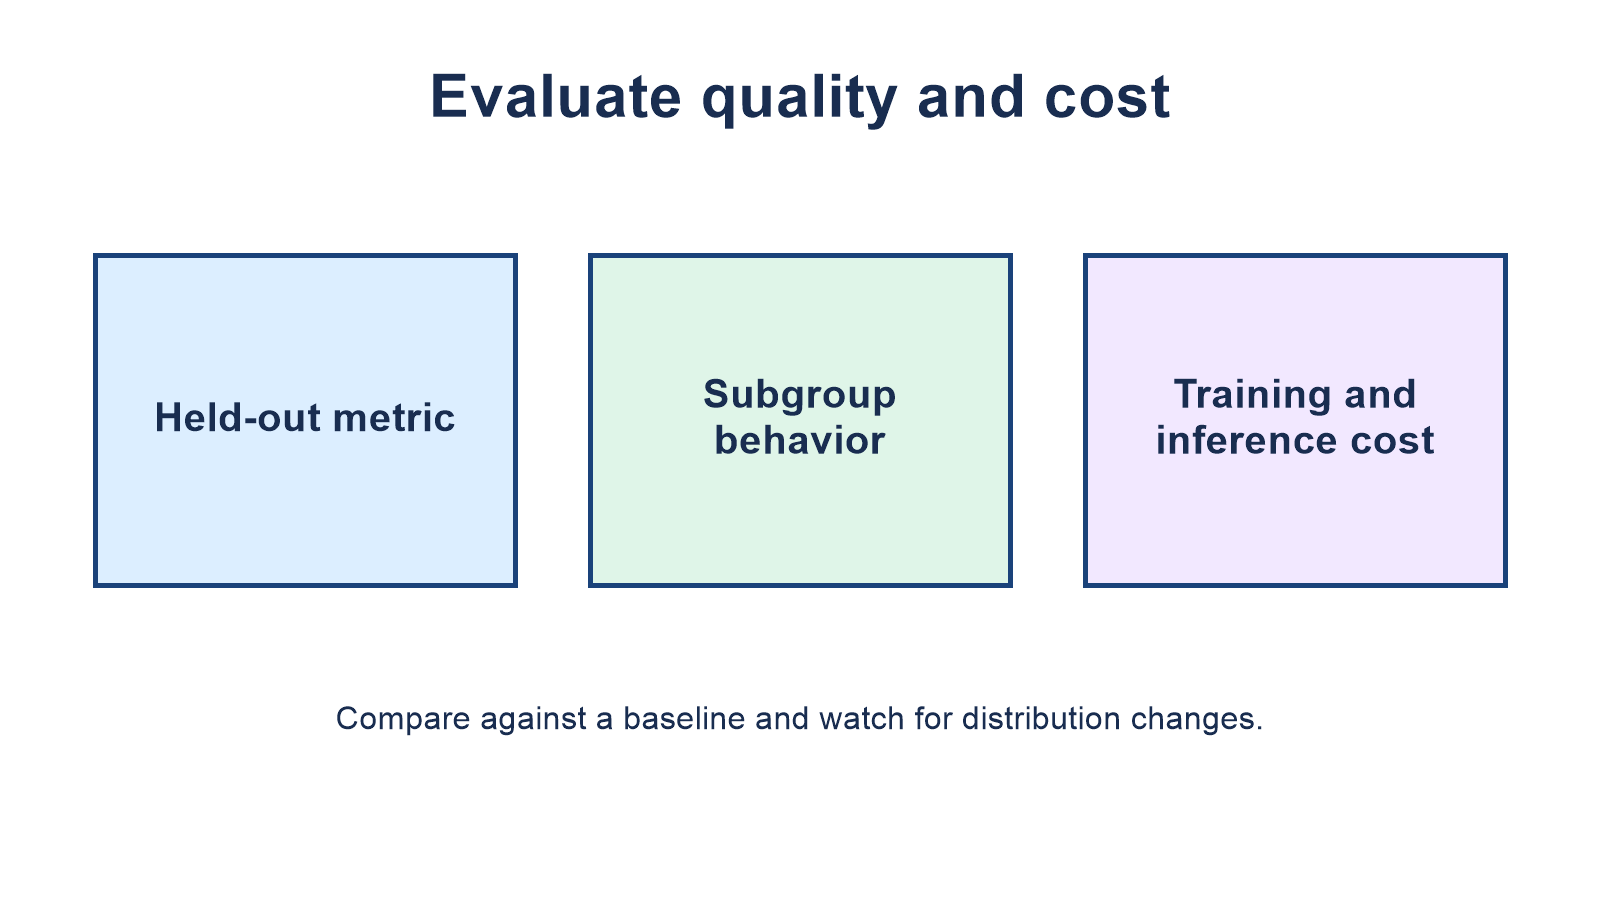 Evaluate quality and cost
Held-out metric
Subgroup
behavior
Training and
inference cost
Compare against a baseline and watch for distribution changes.